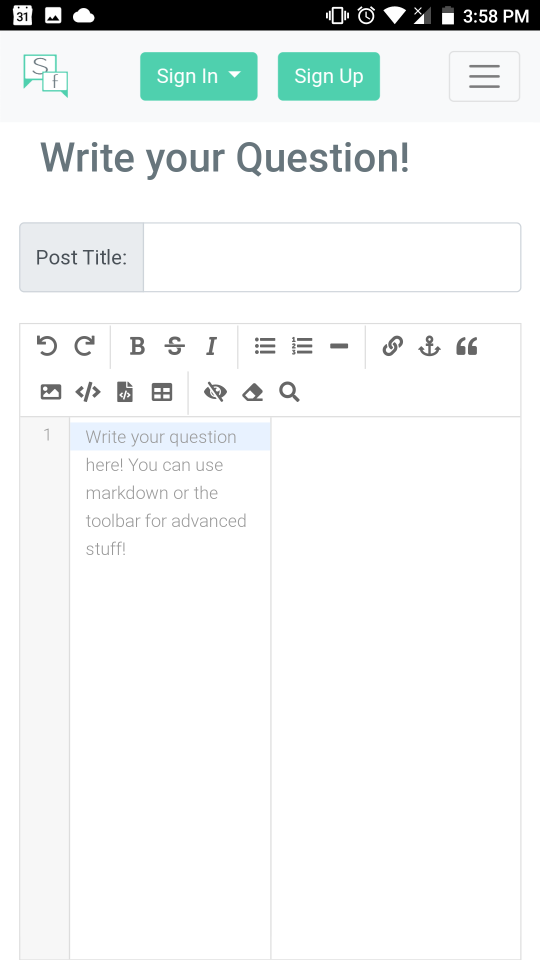 31
3:58 PM
S
f
Sign In
Sign Up
Write your Question!
Post Title:
1
Write your question
here! You can use
markdown or the
toolbar for advanced
stuff!